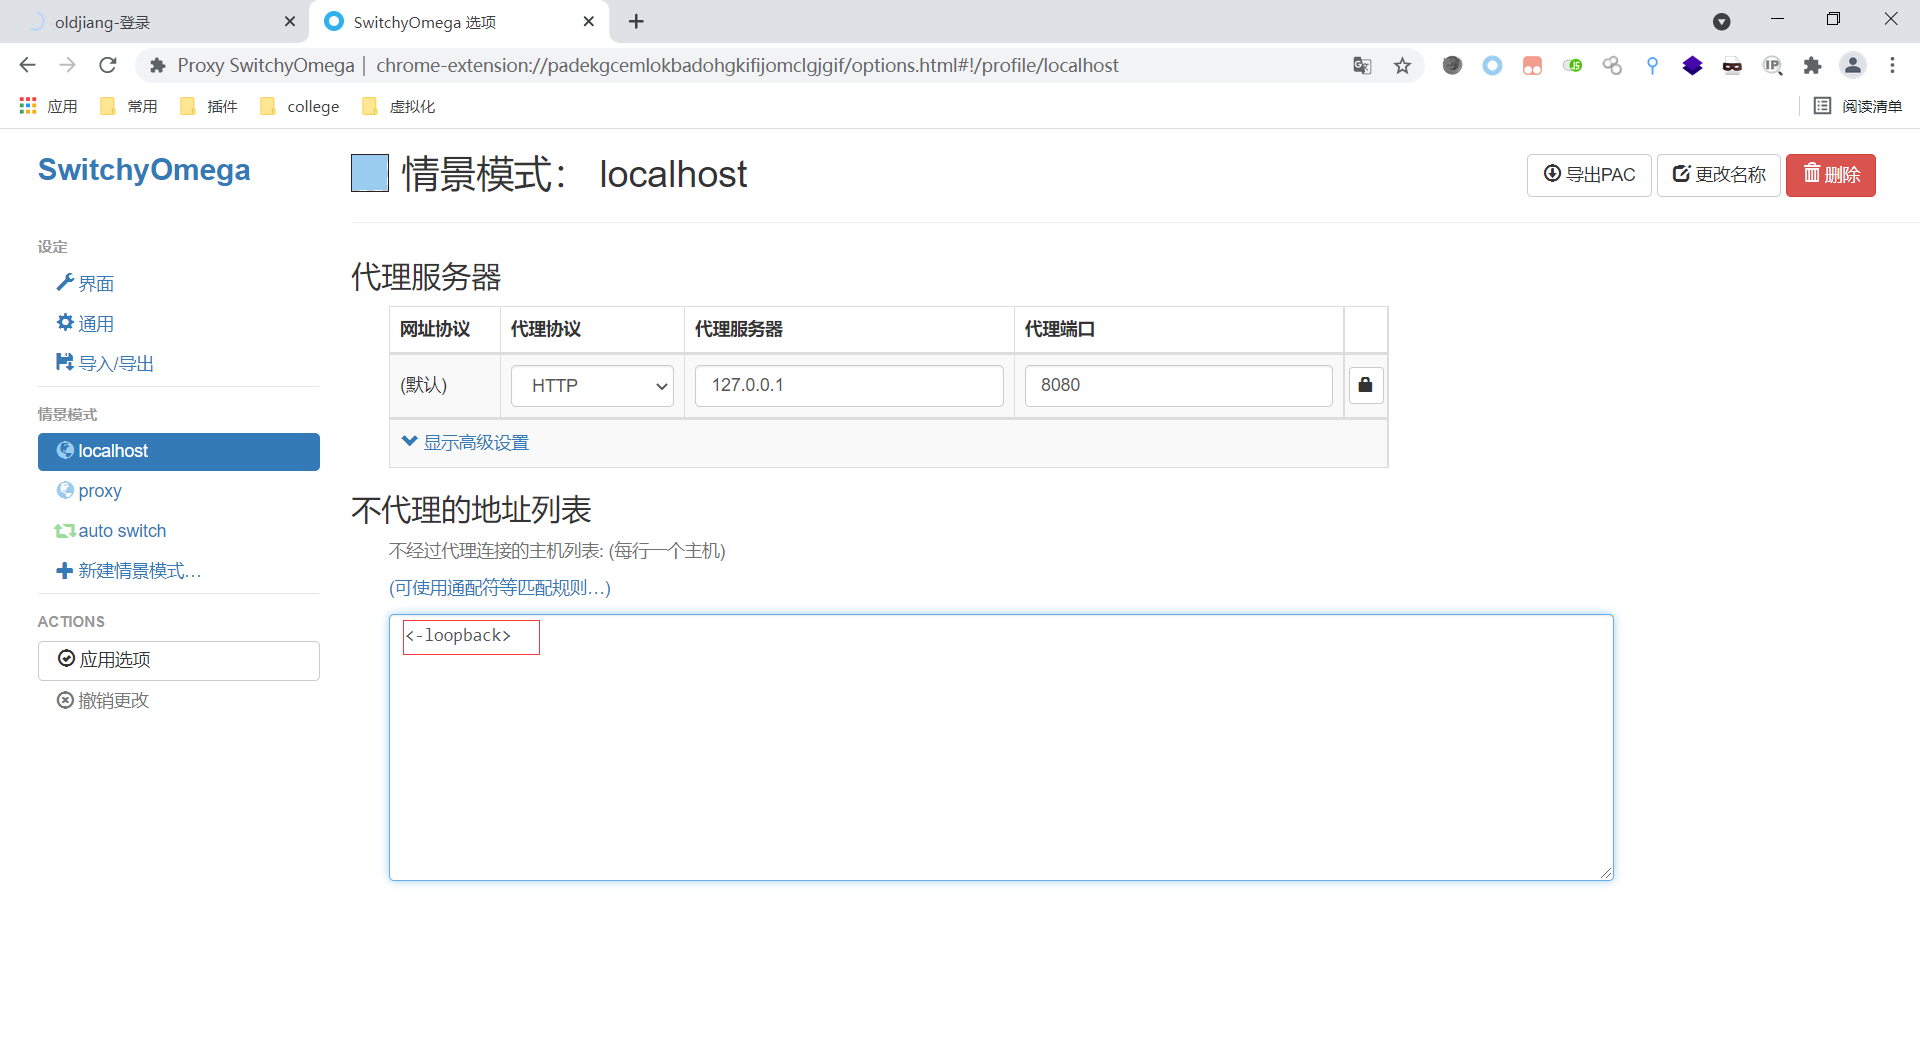 oldjiang-登录
SwitchyOmega 选项
Proxy SwitchyOmega | chrome-extension://padekgcemlokbadohgkifijomclgjgif/options.html#!/profile/localhost
应用 常用 插件 college 虚拟化 阅读清单
SwitchyOmega
情景模式： localhost
导出PAC 更改名称 删除
设定
界面
通用
导入/导出
情景模式
localhost
proxy
auto switch
新建情景模式…
ACTIONS
应用选项
撤销更改
代理服务器
网址协议 代理协议 代理服务器 代理端口
(默认) HTTP 127.0.0.1 8080
显示高级设置
不代理的地址列表
不经过代理连接的主机列表: (每行一个主机)
(可使用通配符等匹配规则…)
<-loopback>